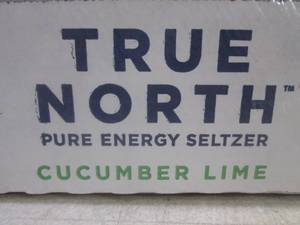 TRUE
NORTH™
PURE ENERGY SELTZER
CUCUMBER LIME